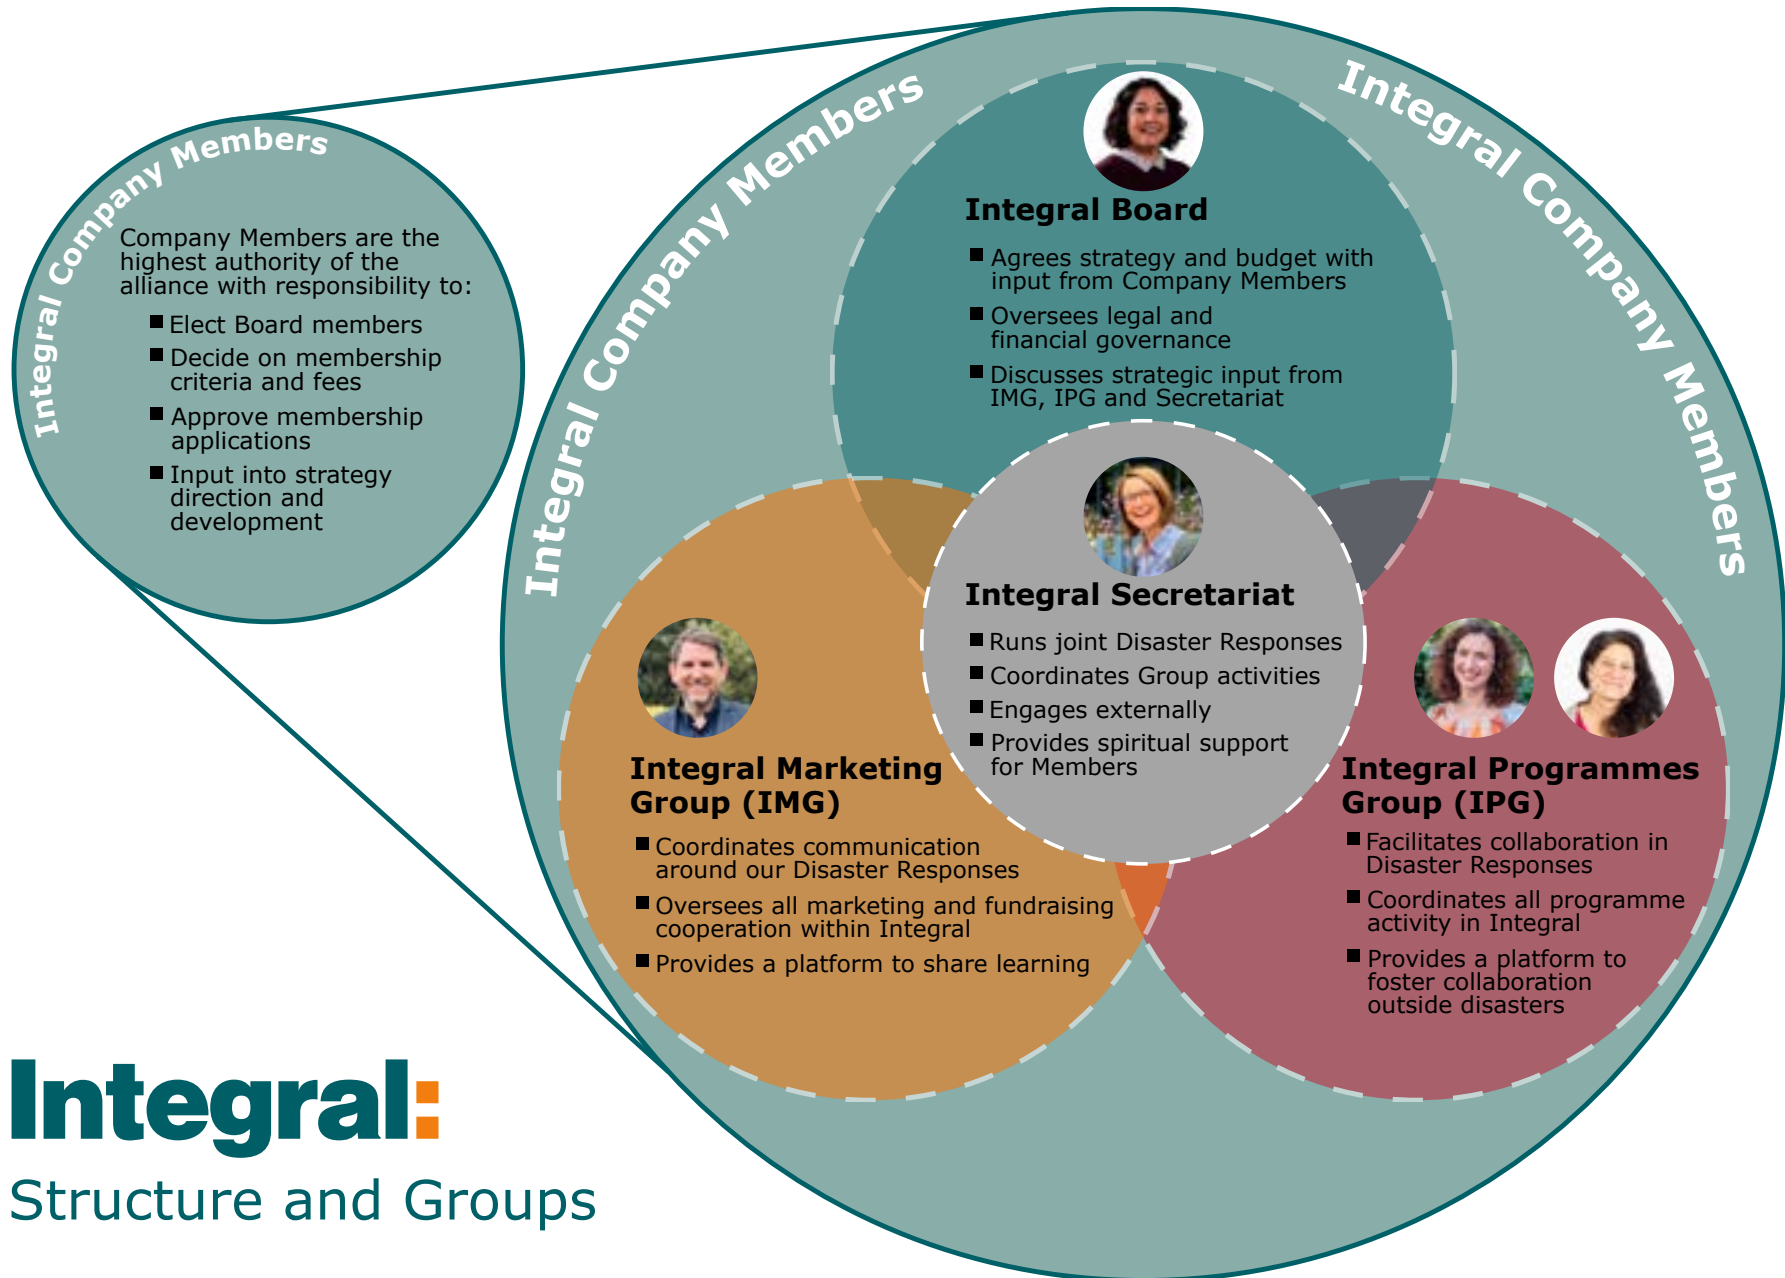 Integral Company Members
Company Members are the
highest authority of the
alliance with responsibility to:
■ Elect Board members
■ Decide on membership
criteria and fees
■ Approve membership
applications
■ Input into strategy
direction and
development
Integral Company Members
Integral Company Members
Integral Board
■ Agrees strategy and budget with
input from Company Members
■ Oversees legal and
financial governance
■ Discusses strategic input from
IMG, IPG and Secretariat
Integral Secretariat
■ Runs joint Disaster Responses
■ Coordinates Group activities
■ Engages externally
■ Provides spiritual support
for Members
Integral Marketing
Group (IMG)
■ Coordinates communication
around our Disaster Responses
■ Oversees all marketing and fundraising
cooperation within Integral
■ Provides a platform to share learning
Integral Programmes
Group (IPG)
■ Facilitates collaboration in
Disaster Responses
■ Coordinates all programme
activity in Integral
■ Provides a platform to
foster collaboration
outside disasters
Integral:
Structure and Groups